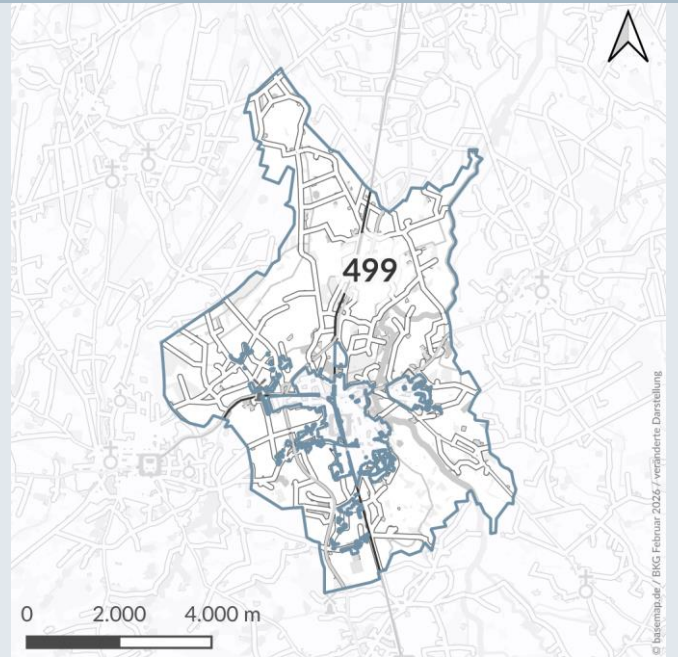 499
0 2.000 4.000 m
© basemap.de / BKG Februar 2026 / veränderte Darstellung